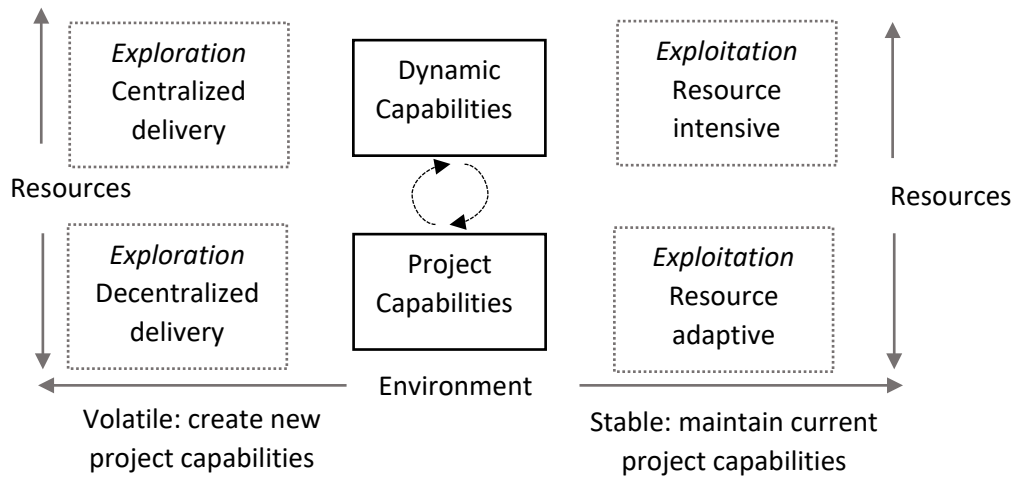 Exploration
Centralized
delivery
Dynamic
Capabilities
Exploitation
Resource
intensive
Resources
Resources
Exploration
Decentralized
delivery
Project
Capabilities
Exploitation
Resource
adaptive
Environment
Volatile: create new
project capabilities
Stable: maintain current
project capabilities